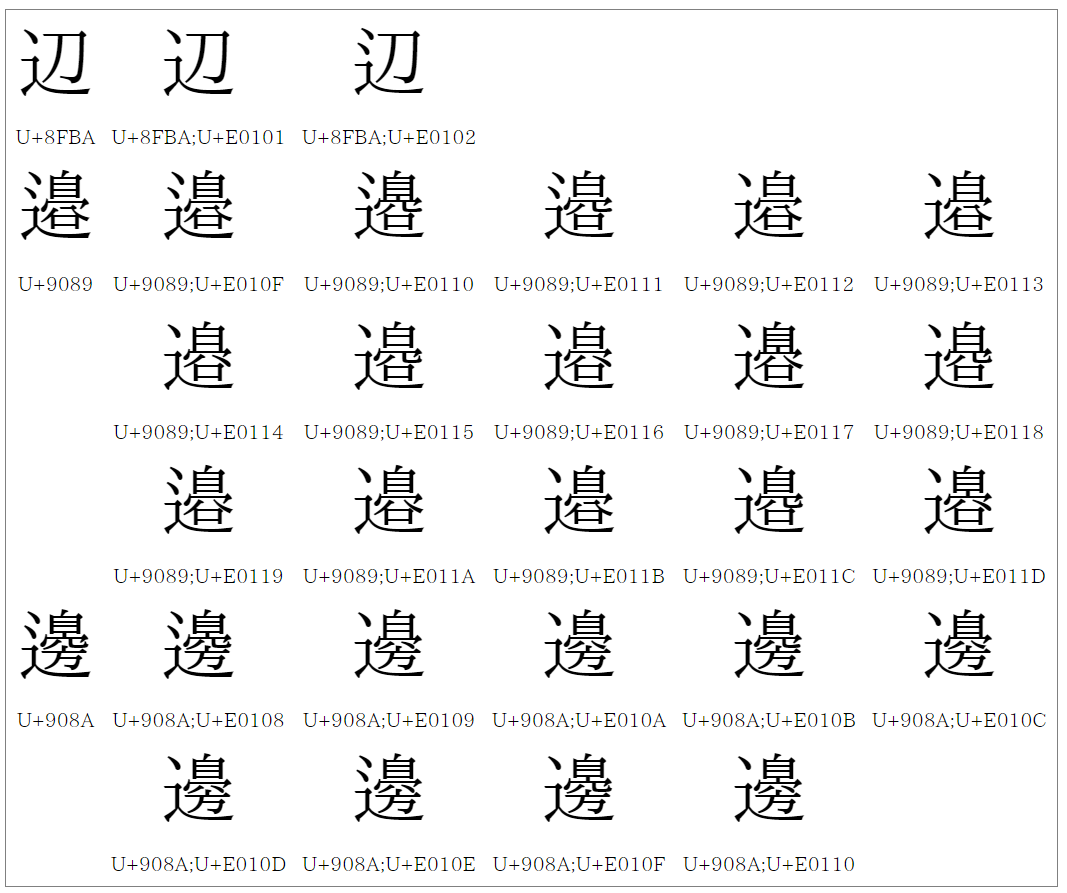 辺 辺󠄁 辺󠄂
U+8FBA U+8FBA;U+E0101 U+8FBA;U+E0102
邉 邉󠄏 邉󠄐 邉󠄑 邉󠄒 邉󠄓
U+9089 U+9089;U+E010F U+9089;U+E0110 U+9089;U+E0111 U+9089;U+E0112 U+9089;U+E0113
邉󠄔 邉󠄕 邉󠄖 邉󠄗 邉󠄘
U+9089;U+E0114 U+9089;U+E0115 U+9089;U+E0116 U+9089;U+E0117 U+9089;U+E0118
邉󠄙 邉󠄚 邉󠄛 邉󠄜 邉󠄝
U+9089;U+E0119 U+9089;U+E011A U+9089;U+E011B U+9089;U+E011C U+9089;U+E011D
邊 邊󠄈 邊󠄉 邊󠄊 邊󠄋 邊󠄌
U+908A U+908A;U+E0108 U+908A;U+E0109 U+908A;U+E010A U+908A;U+E010B U+908A;U+E010C
邊󠄍 邊󠄎 邊󠄏 邊󠄐
U+908A;U+E010D U+908A;U+E010E U+908A;U+E010F U+908A;U+E0110